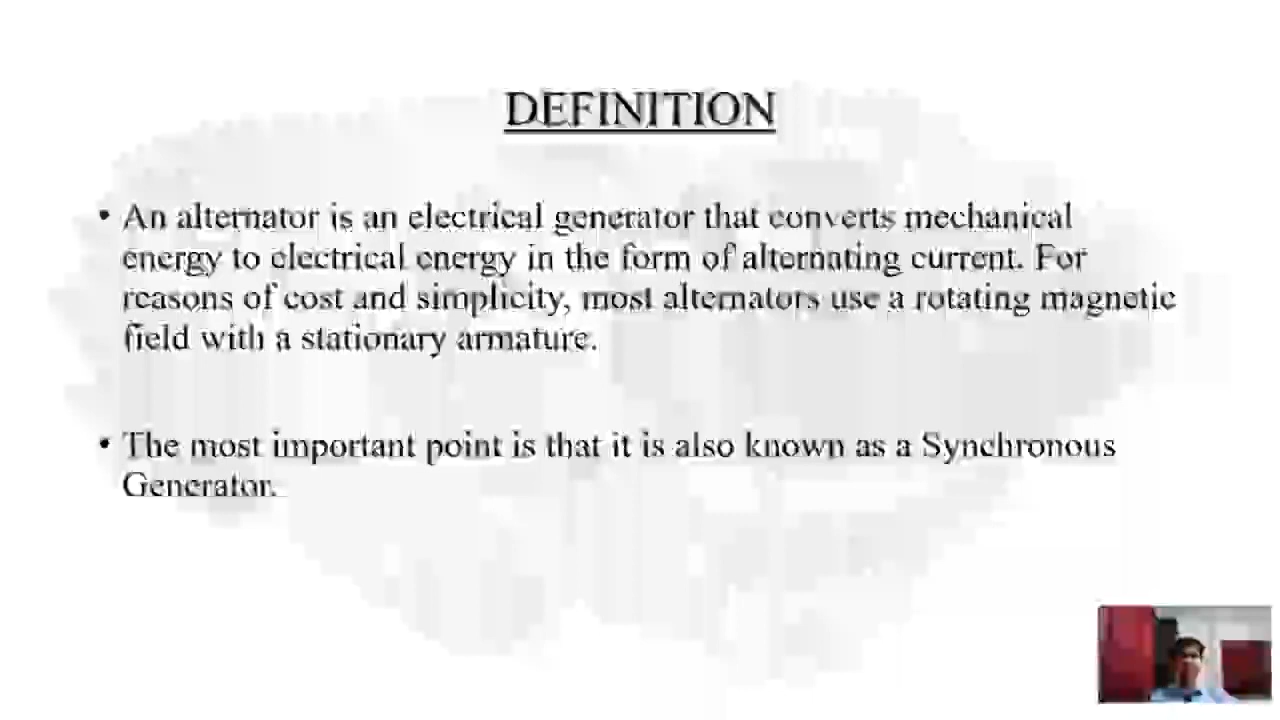 DEFINITION
• An alternator is an electrical generator that converts mechanical
energy to electrical energy in the form of alternating current. For
reasons of cost and simplicity, most alternators use a rotating magnetic
field with a stationary armature.
• The most important point is that it is also known as a Synchronous
Generator.